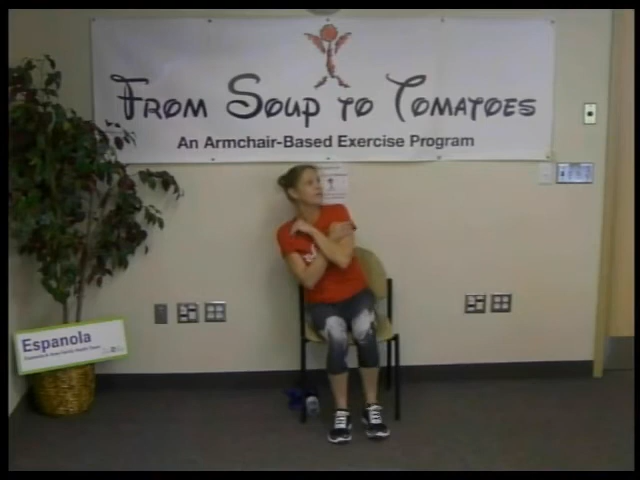 From Soup to Tomatoes
An Armchair-Based Exercise Program
Espanola